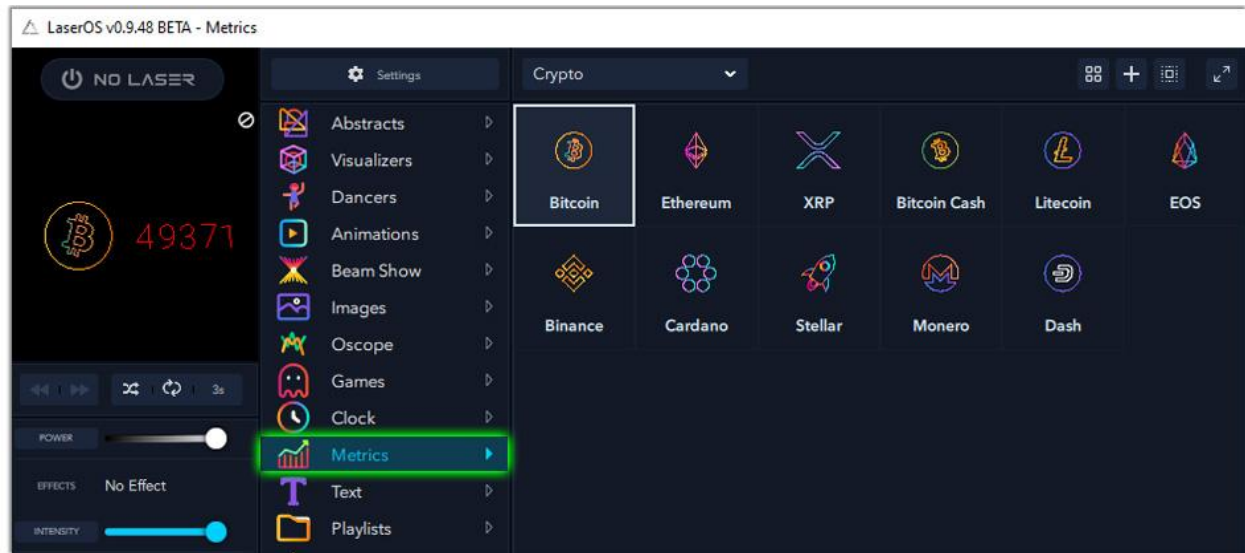 LaserOS v0.9.48 BETA - Metrics
NO LASER
Settings
Crypto
49371
Abstracts
Visualizers
Dancers
Animations
Beam Show
Images
Oscope
Games
Clock
Metrics
Text
Playlists
Bitcoin Ethereum XRP Bitcoin Cash Litecoin EOS
Binance Cardano Stellar Monero Dash
3s
POWER
EFFECTS No Effect
INTENSITY